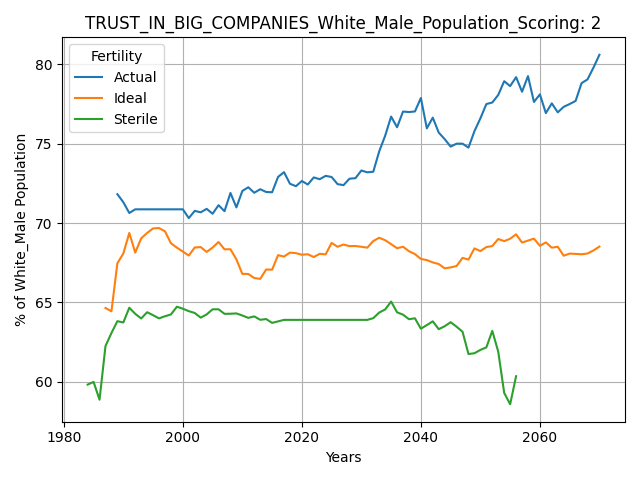 TRUST_IN_BIG_COMPANIES_White_Male_Population_Scoring: 2
Fertility
Actual
Ideal
Sterile
% of White_Male Population
80
75
70
65
60
1980
2000
2020
2040
2060
Years